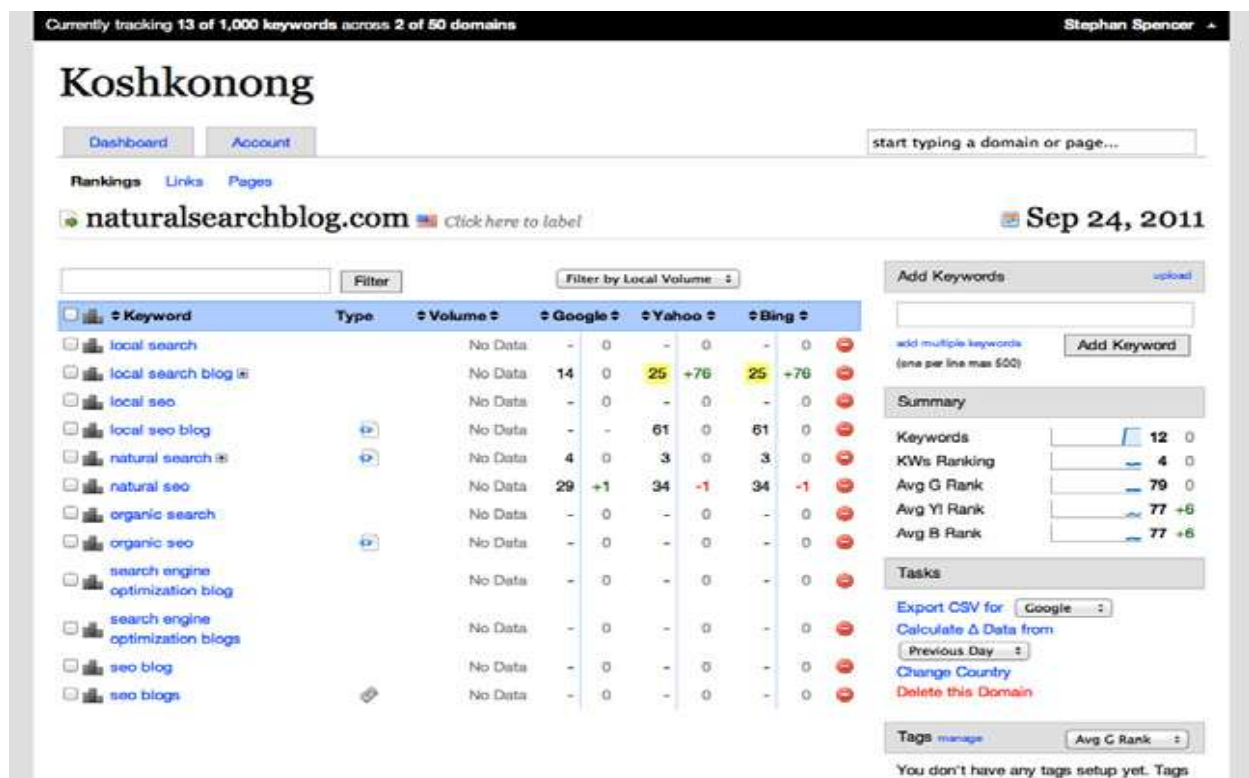 Currently tracking 13 of 1,000 keywords across 2 of 50 domains Stephan Spencer
Koshkonong
Dashboard Account start typing a domain or page...
Rankings Links Pages
naturalsearchblog.com Click here to label Sep 24, 2011
Filter Filter by Local Volume Add Keywords upload
Keyword Type Volume Google Yahoo Bing
local search No Data - 0 - 0 - 0
add multiple keywords Add Keyword
(one per line max 500)
local search blog No Data 14 0 25 +76 25 +76
local seo No Data - 0 - 0 - 0
Summary
local seo blog No Data - - 61 0 61 0
Keywords 12 0
natural search No Data 4 0 3 0 3 0
KWs Ranking 4 0
natural seo No Data 29 +1 34 -1 34 -1
Avg G Rank 79 0
organic search No Data - 0 - 0 - 0
Avg Y! Rank 77 +6
organic seo No Data - 0 - 0 - 0
Avg B Rank 77 +6
search engine
optimization blog No Data - 0 - 0 - 0
Tasks
search engine
optimization blogs No Data - 0 - 0 - 0
Export CSV for Google
Calculate Δ Data from
Previous Day
seo blog No Data - 0 - 0 - 0
Change Country
seo blogs No Data - 0 - 0 - 0
Delete this Domain
Tags manage Avg G Rank
You don't have any tags setup yet. Tags